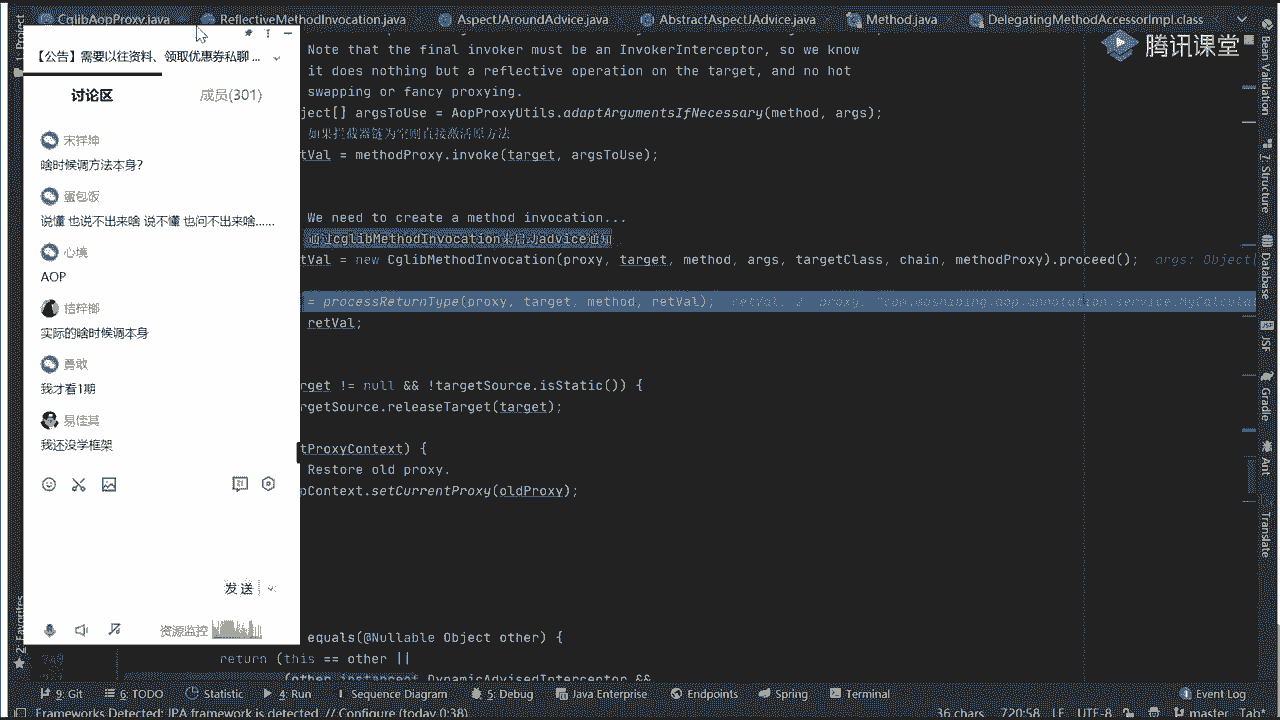 CglibAopProxy.java
ReflectiveMethodInvocation.java
AspectJAroundAdvice.java
AbstractAspectJAdvice.java
Method.java
DelegatingMethodAccessorImpl.class
腾讯课堂
1: Project
【公告】需要以往资料、领取优惠券私聊 ...
讨论区
成员(301)
宋祥坤
啥时候调方法本身?
蛋包饭
说懂 也说不出来啥 说不懂 也问不出来啥......
心境
AOP
实际的啥时候调本身
勇敢
我才看1期
易佳其
我还没学框架
发送
资源监控
Note that the final invoker must be an InvokerInterceptor, so we know
it does nothing but a reflective operation on the target, and no hot
swapping or fancy proxying.
ject[] argsToUse = AopProxyUtils.adaptArgumentsIfNecessary(method, args);
如果拦截器链为空则直接激活原方法
tVal = methodProxy.invoke(target, argsToUse);
We need to create a method invocation...
通过cglibMethodInvocation来启动advice通知
tVal = new CglibMethodInvocation(proxy, target, method, args, targetClass, chain, methodProxy).proceed(); args: Object[
= processReturnType(proxy, target, method, retVal); retVal: 2 proxy:
retVal;
rget != null && !targetSource.isStatic()) {
rgetSource.releaseTarget(target);
tProxyContext) {
Restore old proxy.
pContext.setCurrentProxy(oldProxy);
equals(@Nullable Object other) {
return (this == other ||
(other instanceof DynamicAdvisedInterceptor &&
Bean Validation
7: Structure
Database
JSF
Gradle
Ant
Translate
2: Favorites
9: Git
6: TODO
Statistic
4: Run
Sequence Diagram
5: Debug
Java Enterprise
Endpoints
Spring
Terminal
Event Log
Frameworks Detected: JPA framework is detected. // Configure (today 0:38)
36 chars
720:58
LF
UTF-8
master
Tab*